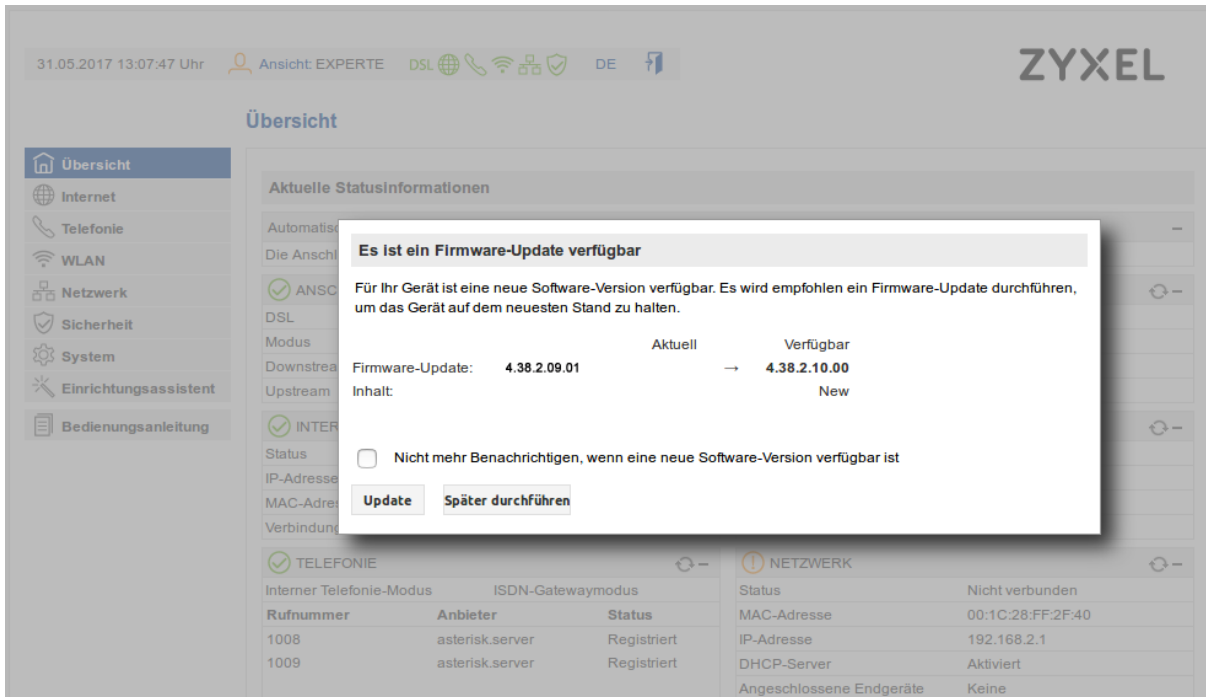 31.05.2017 13:07:47 Uhr Ansicht: EXPERTE DSL DE
ZYXEL
Übersicht
Übersicht
Internet
Telefonie
WLAN
Netzwerk
Sicherheit
System
Einrichtungsassistent
Bedienungsanleitung
Aktuelle Statusinformationen
Die
DSL
Modus
Upstream
Status
IP-Adresse
Es ist ein Firmware-Update verfügbar
Für Ihr Gerät ist eine neue Software-Version verfügbar. Es wird empfohlen ein Firmware-Update durchführen,
um das Gerät auf dem neuesten Stand zu halten.
Aktuell Verfügbar
Firmware-Update: 4.38.2.09.01 → 4.38.2.10.00
Inhalt: New
Nicht mehr Benachrichtigen, wenn eine neue Software-Version verfügbar ist
Update Später durchführen
TELEFONIE
Interner Telefonie-Modus ISDN-Gatewaymodus
Rufnummer Anbieter Status
1008 asterisk.server Registriert
1009 asterisk.server Registriert
NETZWERK
Status Nicht verbunden
MAC-Adresse 00:1C:28:FF:2F:40
IP-Adresse 192.168.2.1
DHCP-Server Aktiviert
Angeschlossene Endgeräte Keine